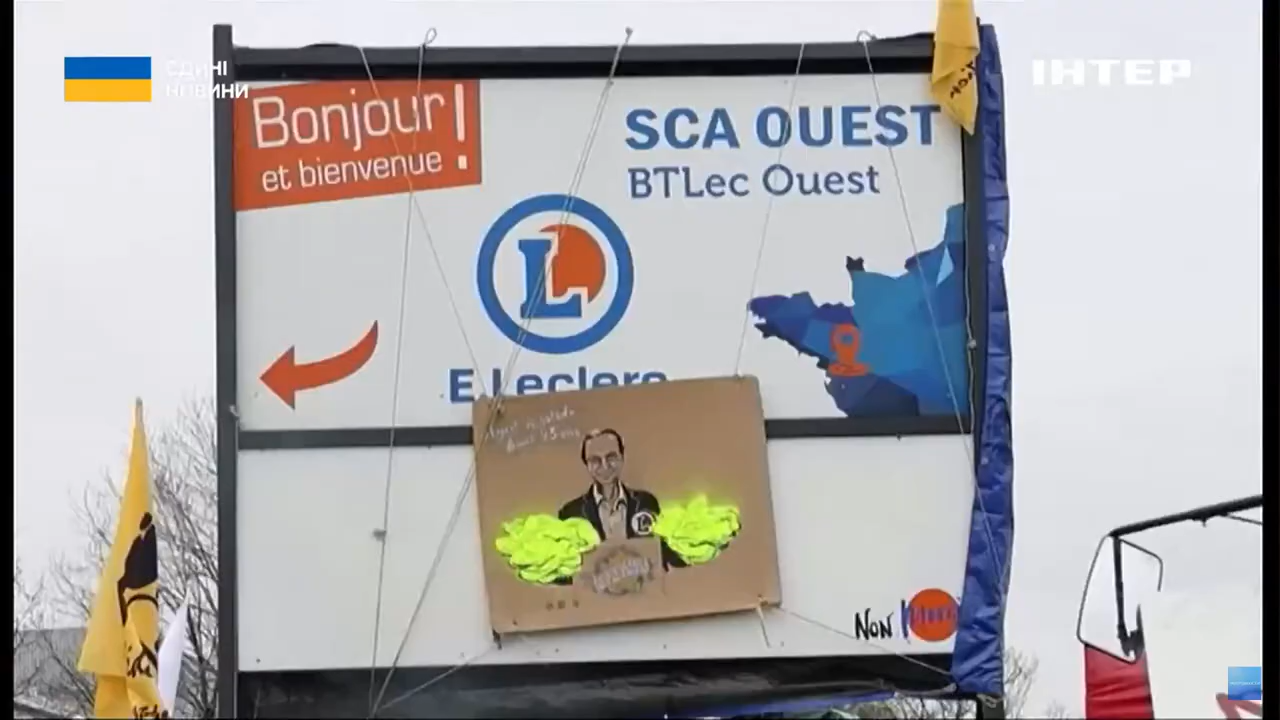 ЄДИНІ
НОВИНИ
ІНТЕР
Bonjour !
et bienvenue
SCA OUEST
BTLec Ouest
L
E.Leclerc
L
Non